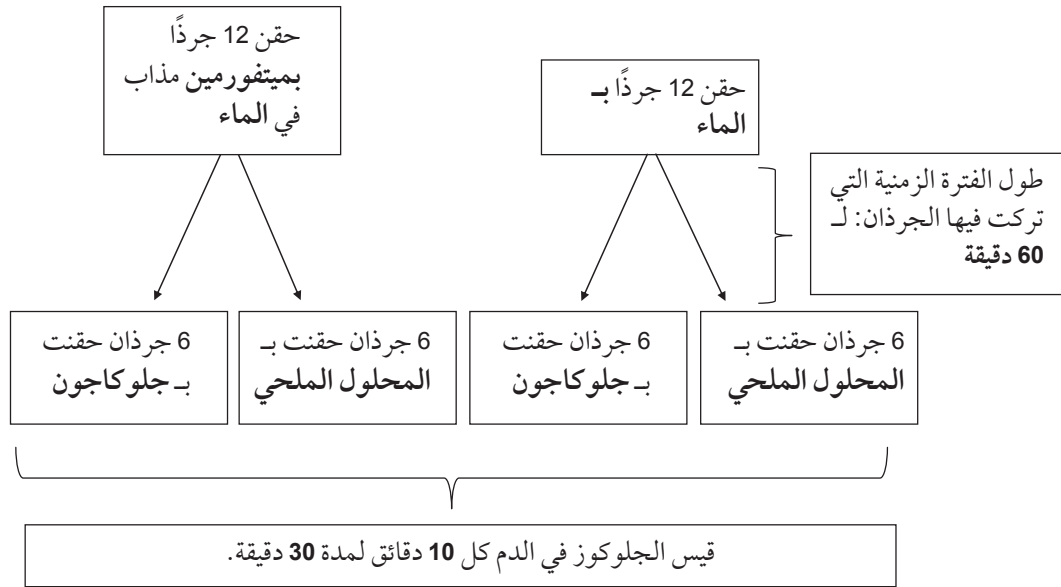 حقن 12 جرذًا
بميتفورمين مذاب
في الماء
حقن 12 جرذًا بـ
الماء
طول الفترة الزمنية التي
تركت فيها الجرذان: لـ
60 دقيقة
6 جرذان حقنت بـ
المحلول الملحي
6 جرذان حقنت
بـ جلوكاجون
6 جرذان حقنت بـ
المحلول الملحي
6 جرذان حقنت
بـ جلوكاجون
قيس الجلوكوز في الدم كل 10 دقائق لمدة 30 دقيقة.